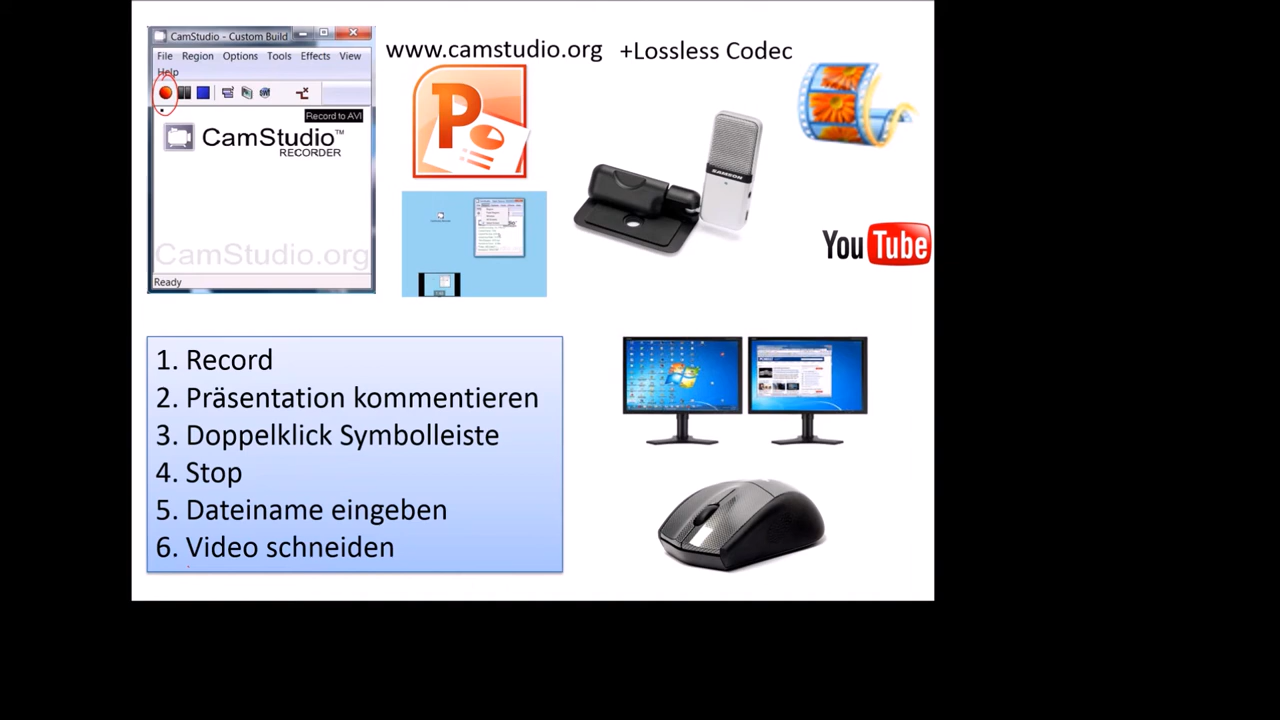 CamStudio - Custom Build
File Region Options Tools Effects View
Help
Record to AVI
CamStudio™
RECORDER
CamStudio.org
Ready
www.camstudio.org +Lossless Codec
P
SAMSON
You Tube
1. Record
2. Präsentation kommentieren
3. Doppelklick Symbolleiste
4. Stop
5. Dateiname eingeben
6. Video schneiden